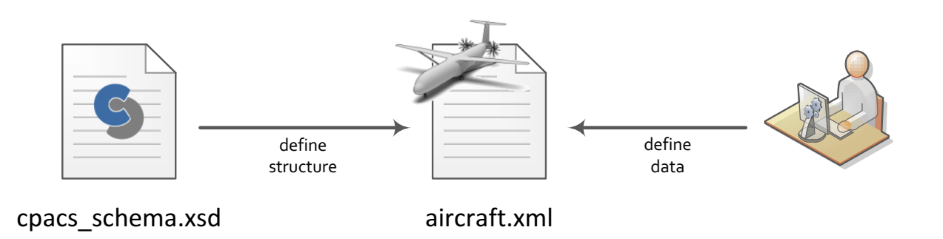 define
structure
define
data
cpacs_schema.xsd
aircraft.xml